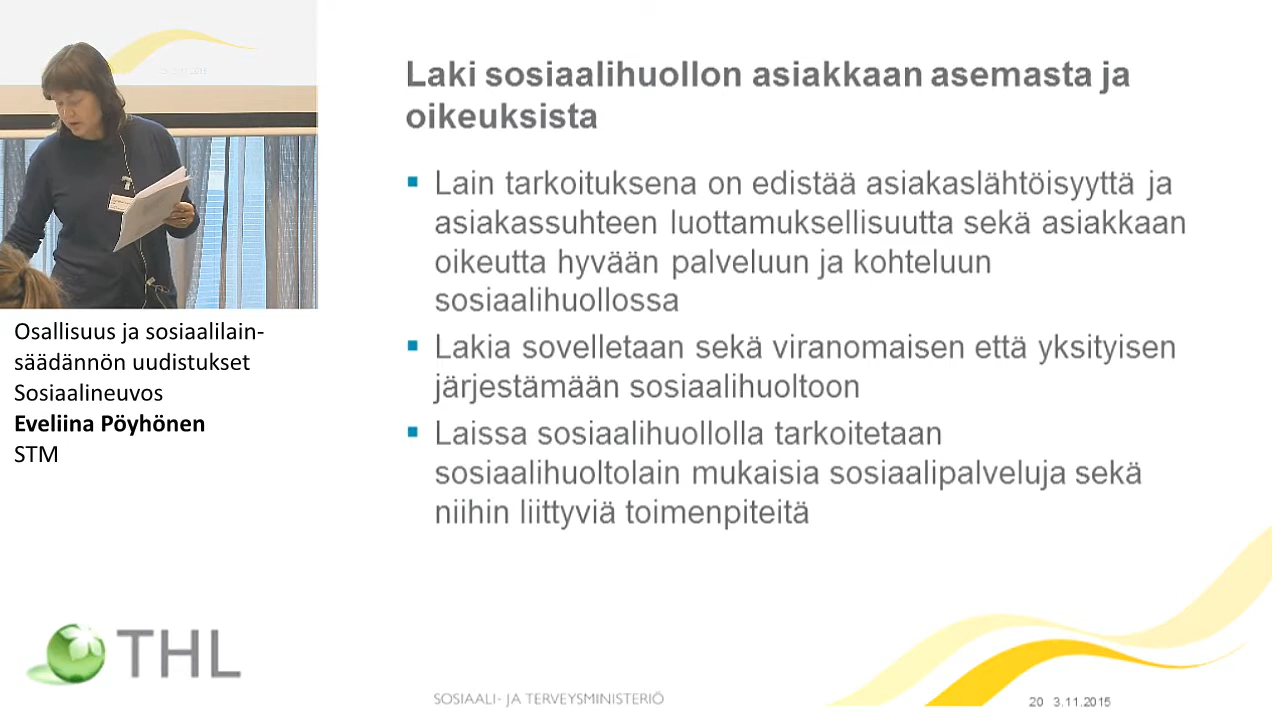 Laki sosiaalihuollon asiakkaan asemasta ja
oikeuksista
Lain tarkoituksena on edistää asiakaslähtöisyyttä ja
asiakassuhteen luottamuksellisuutta sekä asiakkaan
oikeutta hyvään palveluun ja kohteluun
sosiaalihuollossa
Lakia sovelletaan sekä viranomaisen että yksityisen
järjestämään sosiaalihuoltoon
Laissa sosiaalihuollolla tarkoitetaan
sosiaalihuoltolain mukaisia sosiaalipalveluja sekä
niihin liittyviä toimenpiteitä
Osallisuus ja sosiaalilain-
säädännön uudistukset
Sosiaalineuvos
Eveliina Pöyhönen
STM
THL
SOSIAALI- JA TERVEYSMINISTERIÖ
20 3.11.2015